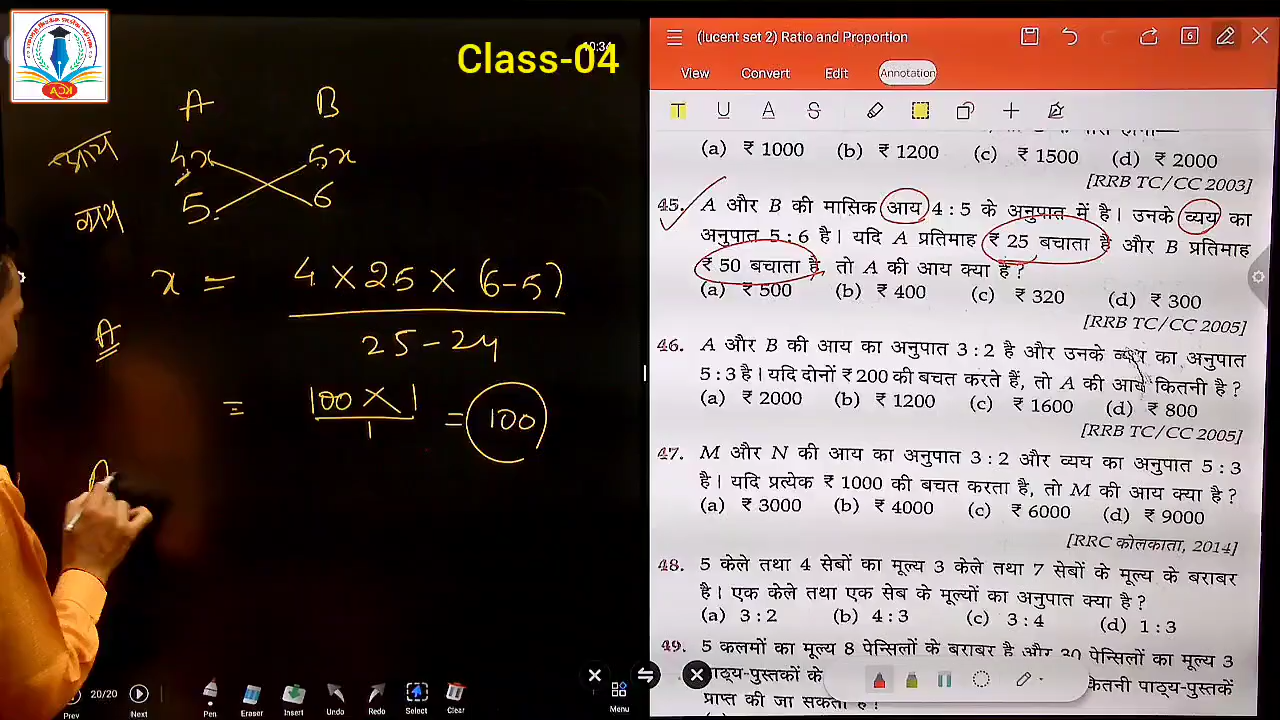 Class-04
10:34
KCA
A B
आय 4x 5x
व्यय 5 6
x = 4 × 25 × (6-5)
25 - 24
A
= 100 × 1 = 100
1
A
20/20
Prev Next Pen Eraser Insert Undo Redo Select Clear Menu
(lucent set 2) Ratio and Proportion
6
View Convert Edit Annotation
(a) ₹ 1000 (b) ₹ 1200 (c) ₹ 1500 (d) ₹ 2000
[RRB TC/CC 2003]
45. A और B की मासिक आय 4 : 5 के अनुपात में है। उनके व्यय का
अनुपात 5 : 6 है। यदि A प्रतिमाह ₹ 25 बचाता है और B प्रतिमाह
₹ 50 बचाता है, तो A की आय क्या है ?
(a) ₹ 500 (b) ₹ 400 (c) ₹ 320 (d) ₹ 300
[RRB TC/CC 2005]
46. A और B की आय का अनुपात 3 : 2 है और उनके व्यय का अनुपात
5 : 3 है। यदि दोनों ₹ 200 की बचत करते हैं, तो A की आय कितनी है ?
(a) ₹ 2000 (b) ₹ 1200 (c) ₹ 1600 (d) ₹ 800
[RRB TC/CC 2005]
47. M और N की आय का अनुपात 3 : 2 और व्यय का अनुपात 5 : 3
है। यदि प्रत्येक ₹ 1000 की बचत करता है, तो M की आय क्या है ?
(a) ₹ 3000 (b) ₹ 4000 (c) ₹ 6000 (d) ₹ 9000
[RRC कोलकाता, 2014]
48. 5 केले तथा 4 सेबों का मूल्य 3 केले तथा 7 सेबों के मूल्य के बराबर
है। एक केले तथा एक सेब के मूल्यों का अनुपात क्या है ?
(a) 3 : 2 (b) 4 : 3 (c) 3 : 4 (d) 1 : 3
49. 5 कलमों का मूल्य 8 पेन्सिलों के बराबर है और 30 पेन्सिलों का मूल्य 3
पाठ्य-पुस्तकों के कितनी पाठ्य-पुस्तकें
प्राप्त की जा सकता है ?